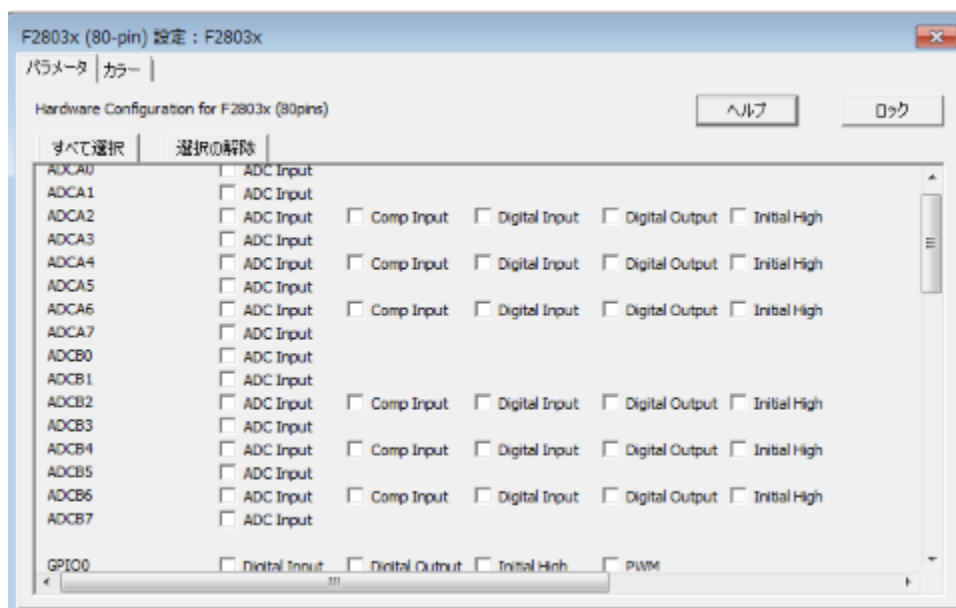 F2803x (80-pin) 設定：F2803x
パラメータ カラー
Hardware Configuration for F2803x (80pins) ヘルプ ロック
すべて選択 選択の解除
ADCA0 ADC Input
ADCA1 ADC Input
ADCA2 ADC Input Comp Input Digital Input Digital Output Initial High
ADCA3 ADC Input
ADCA4 ADC Input Comp Input Digital Input Digital Output Initial High
ADCA5 ADC Input
ADCA6 ADC Input Comp Input Digital Input Digital Output Initial High
ADCA7 ADC Input
ADCB0 ADC Input
ADCB1 ADC Input
ADCB2 ADC Input Comp Input Digital Input Digital Output Initial High
ADCB3 ADC Input
ADCB4 ADC Input Comp Input Digital Input Digital Output Initial High
ADCB5 ADC Input
ADCB6 ADC Input Comp Input Digital Input Digital Output Initial High
ADCB7 ADC Input
GPIO0 Digital Input Digital Output Initial High PWM